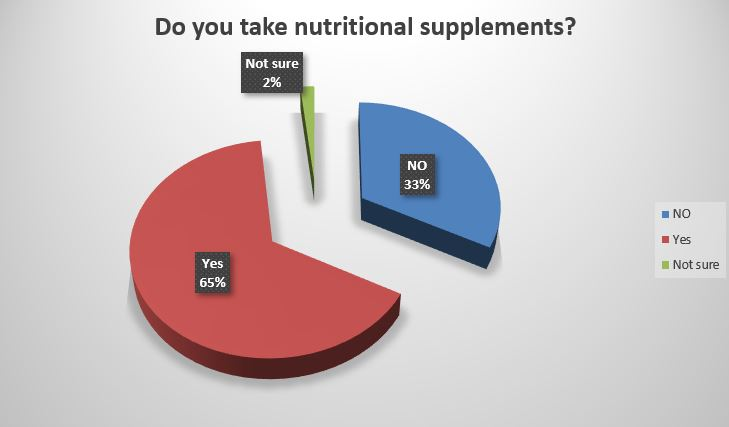 Do you take nutritional supplements?
Not sure
2%
NO
33%
Yes
65%
NO
Yes
Not sure